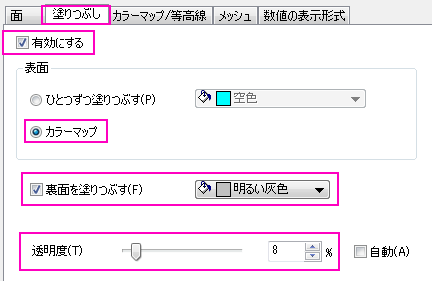 面 塗りつぶし カラーマップ/等高線 メッシュ 数値の表示形式
有効にする
表面
ひとつずつ塗りつぶす(P) 空色
カラーマップ
裏面を塗りつぶす(F) 明るい灰色
透明度(T) 8 % 自動(A)